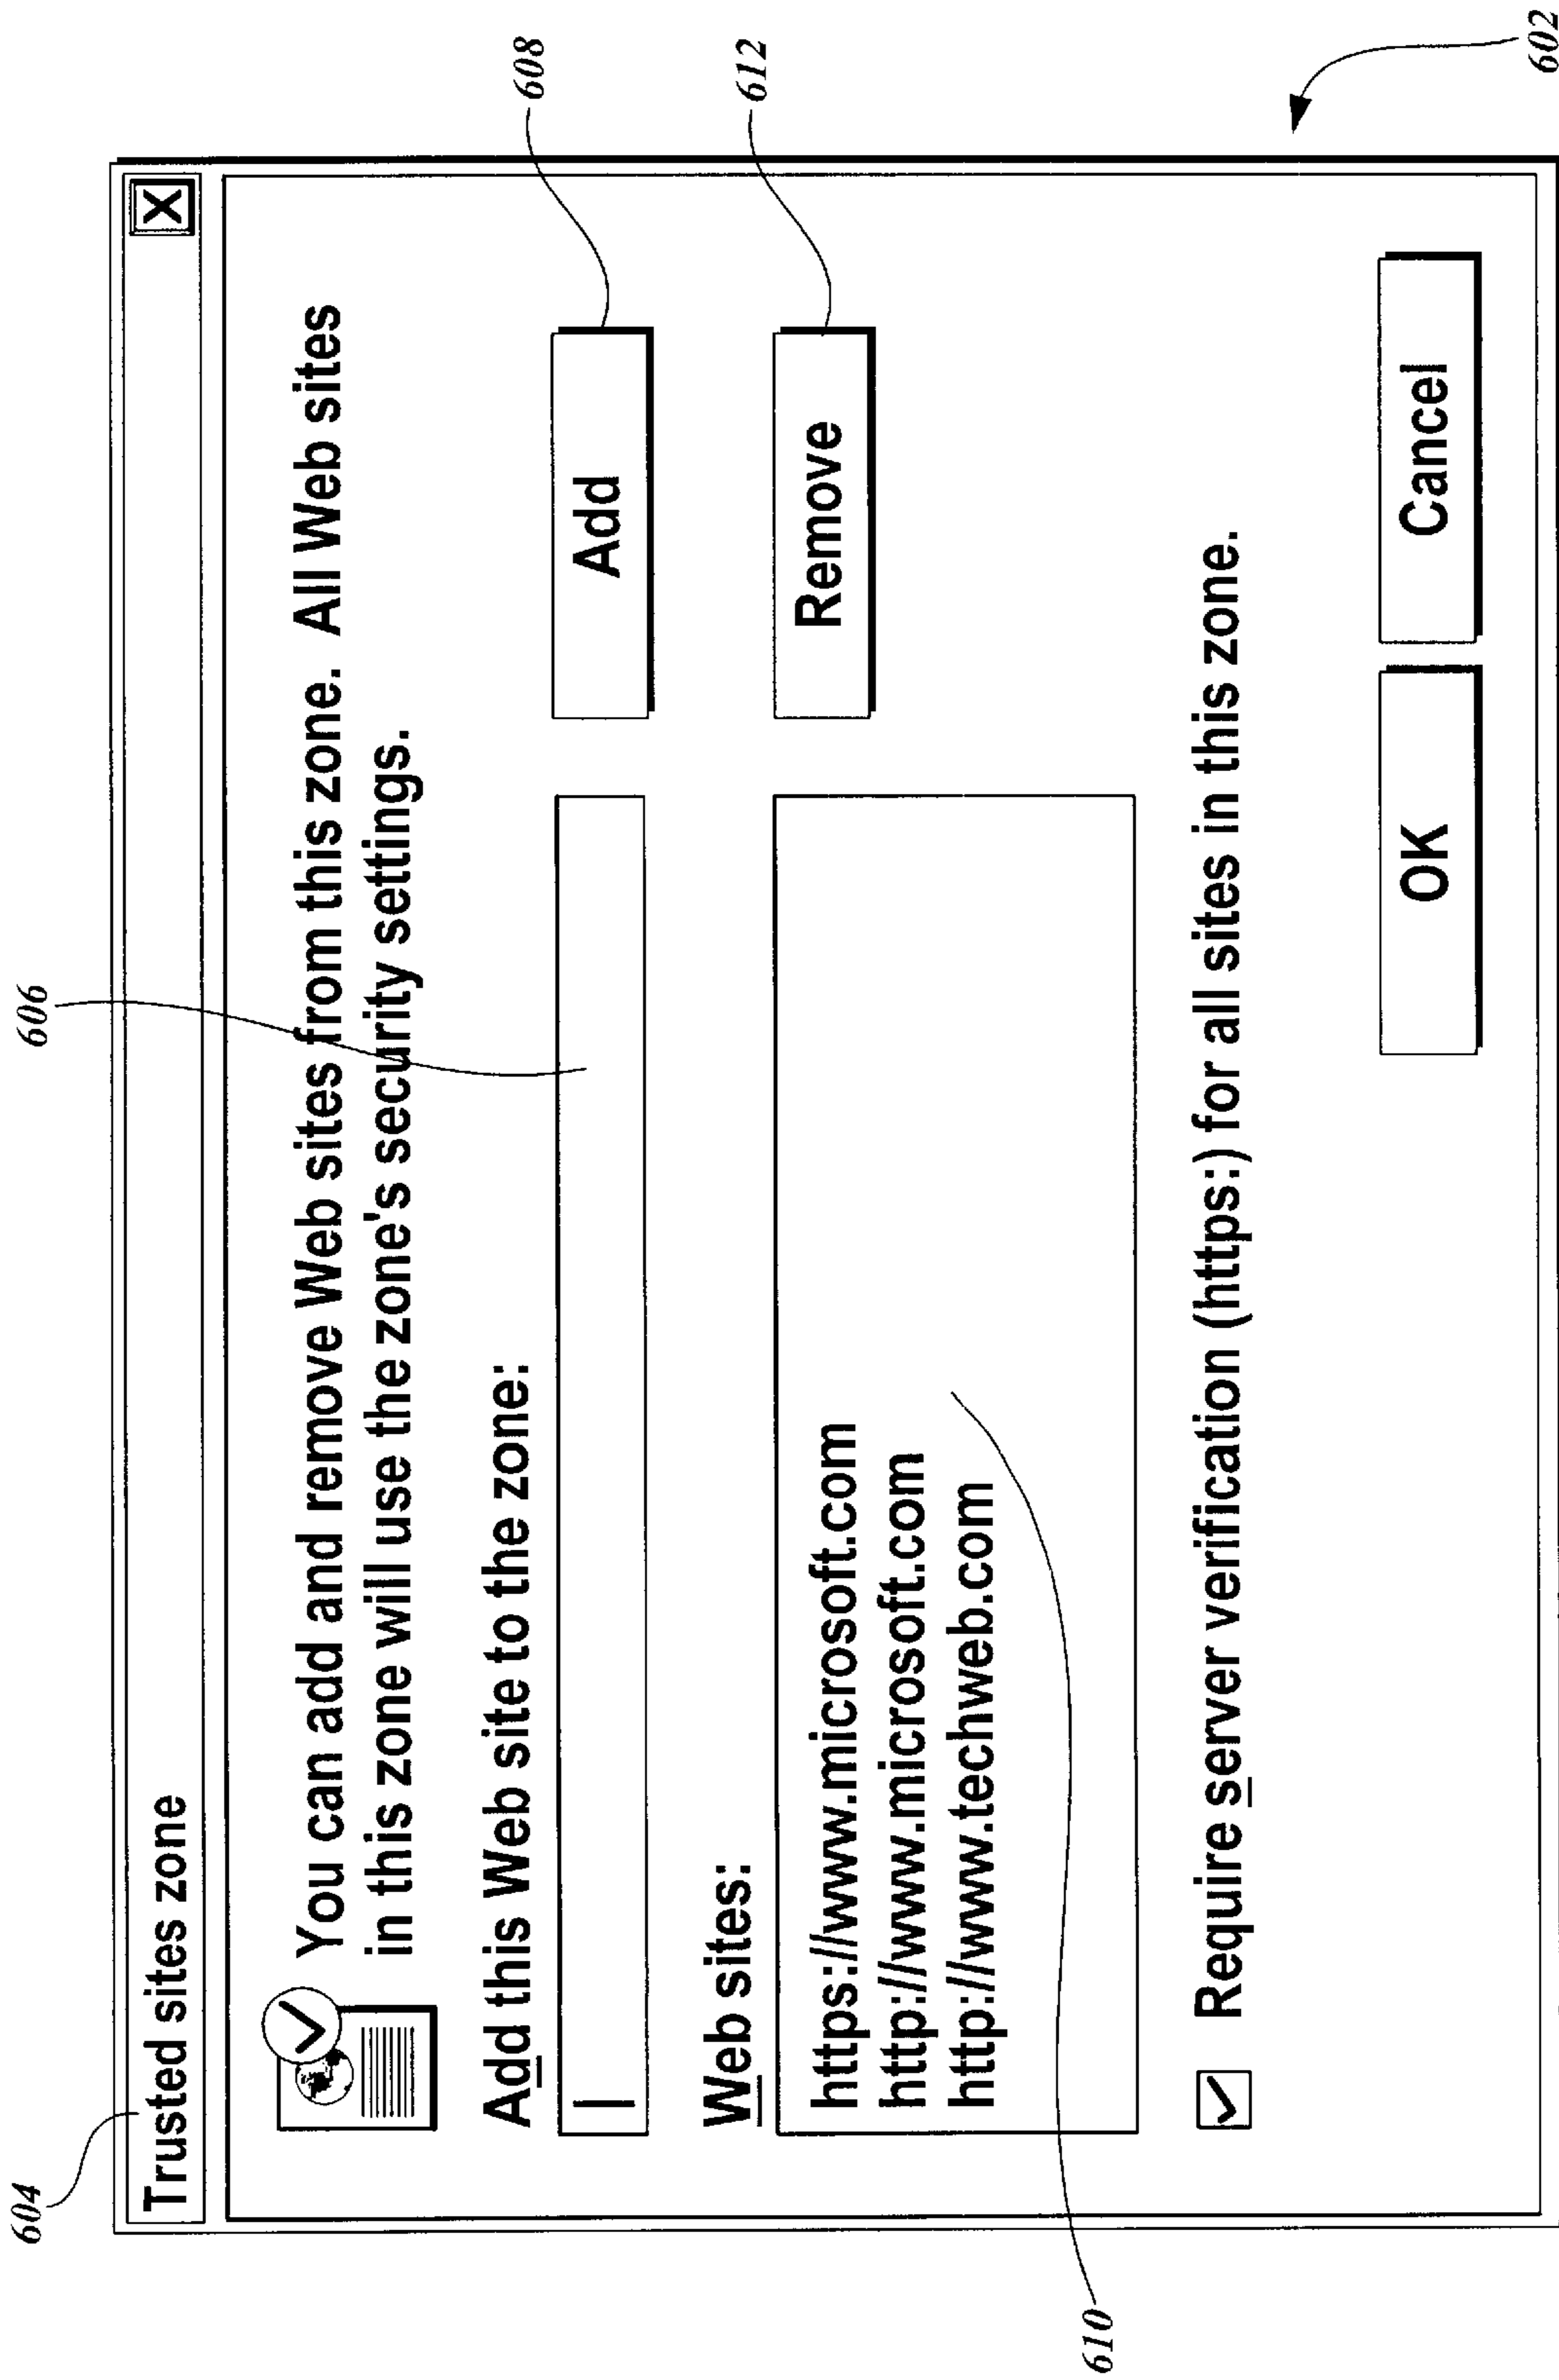 604
606
Trusted sites zone
X
You can add and remove Web sites from this zone. All Web sites
in this zone will use the zone's security settings.
Add this Web site to the zone:
Add
608
Web sites:
Remove
612
https://www.microsoft.com
http://www.microsoft.com
http://www.techweb.com
610
Require server verification (https:) for all sites in this zone.
OK
Cancel
602